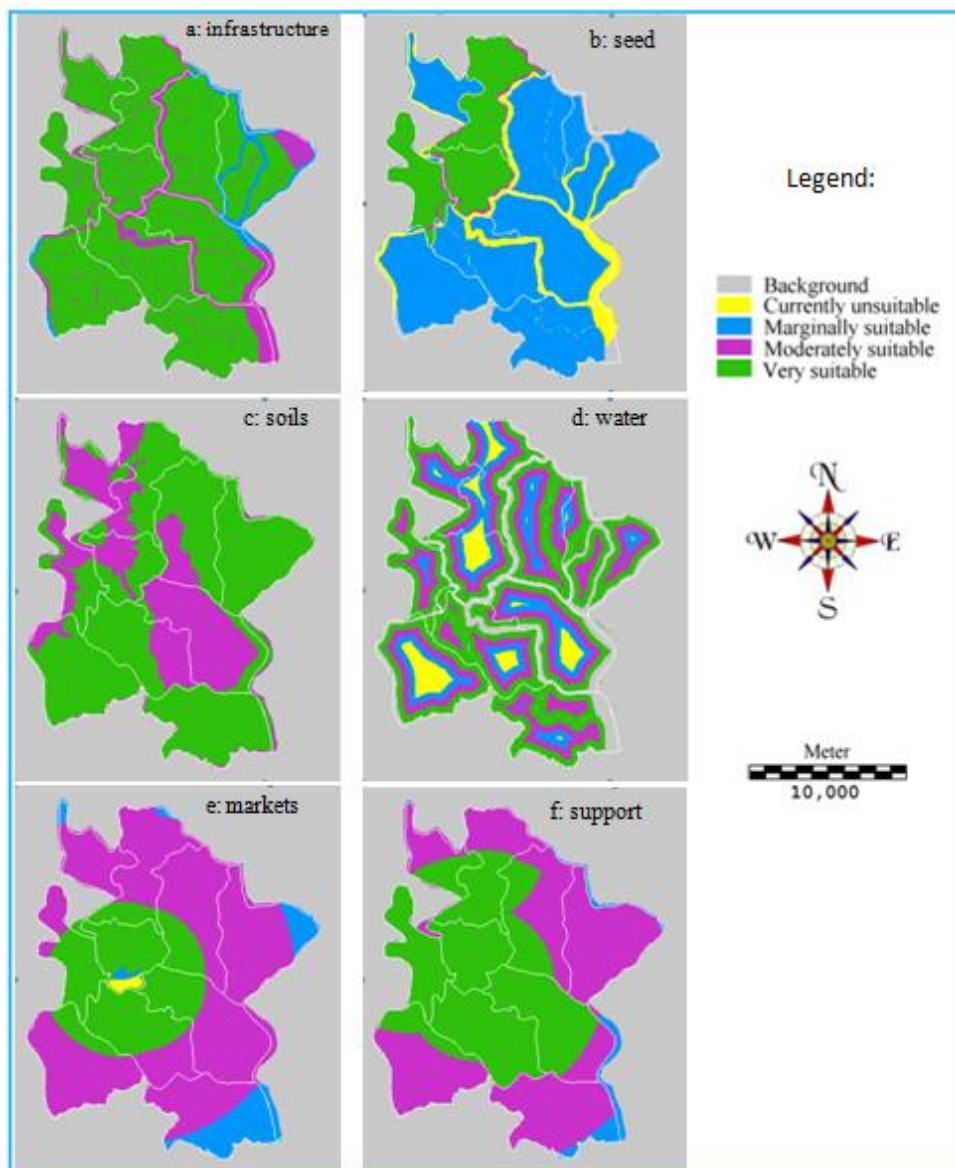 a: infrastructure
b: seed
c: soils
d: water
e: markets
f: support
Legend:
Background
Currently unsuitable
Marginally suitable
Moderately suitable
Very suitable
N
W E
S
Meter
10,000